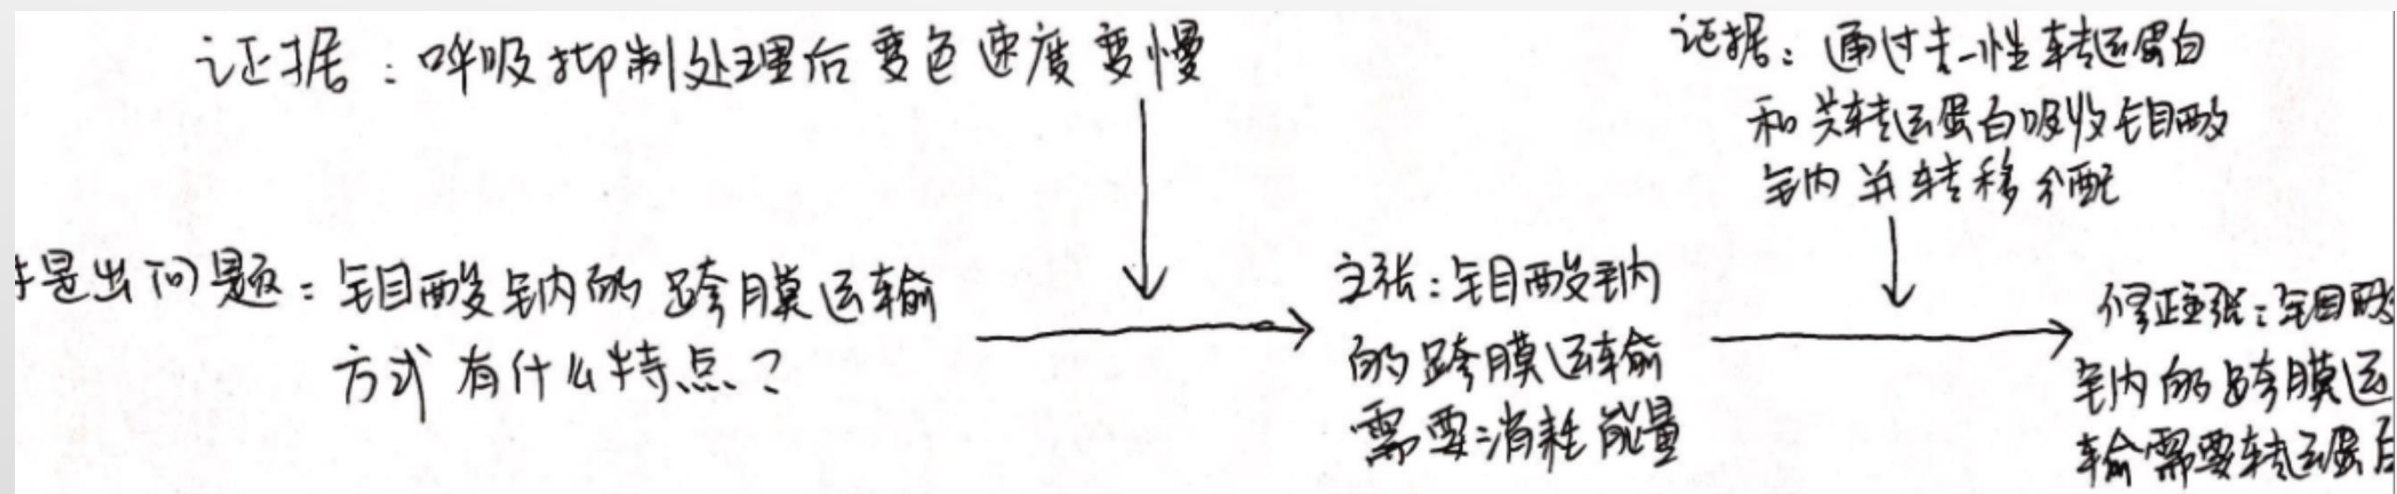 证据：呼吸抑制处理后变色速度变慢
证据：通过专一性转运蛋白
和共转运蛋白吸收钼酸
钠内并转移分配
提出问题：钼酸钠的跨膜运输
方式有什么特点？
主张：钼酸钠
的跨膜运输
需要消耗能量
修正主张：钼酸
钠的跨膜运
输需要转运蛋白